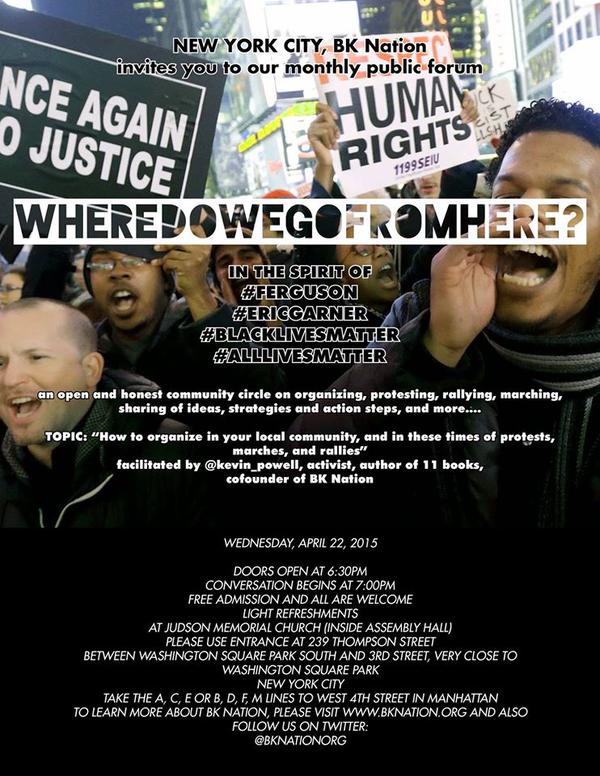 NEW YORK CITY, BK Nation
invites you to our monthly public forum
NCE AGAIN
O JUSTICE
RESPEC
HUMAN
RIGHTS
1199SEIU
WHEREDOWEGOFROMHERE?
IN THE SPIRIT OF
#FERGUSON
#ERICGARNER
#BLACKLIVESMATTER
#ALLLIVESMATTER
an open and honest community circle on organizing, protesting, rallying, marching,
sharing of ideas, strategies and action steps, and more....
TOPIC: “How to organize in your local community, and in these times of protests,
marches, and rallies”
facilitated by @kevin_powell, activist, author of 11 books,
cofounder of BK Nation
WEDNESDAY, APRIL 22, 2015
DOORS OPEN AT 6:30PM
CONVERSATION BEGINS AT 7:00PM
FREE ADMISSION AND ALL ARE WELCOME
LIGHT REFRESHMENTS
AT JUDSON MEMORIAL CHURCH (INSIDE ASSEMBLY HALL)
PLEASE USE ENTRANCE AT 239 THOMPSON STREET
BETWEEN WASHINGTON SQUARE PARK SOUTH AND 3RD STREET, VERY CLOSE TO
WASHINGTON SQUARE PARK
NEW YORK CITY
TAKE THE A, C, E OR B, D, F, M LINES TO WEST 4TH STREET IN MANHATTAN
TO LEARN MORE ABOUT BK NATION, PLEASE VISIT WWW.BKNATION.ORG AND ALSO
FOLLOW US ON TWITTER:
@BKNATIONORG